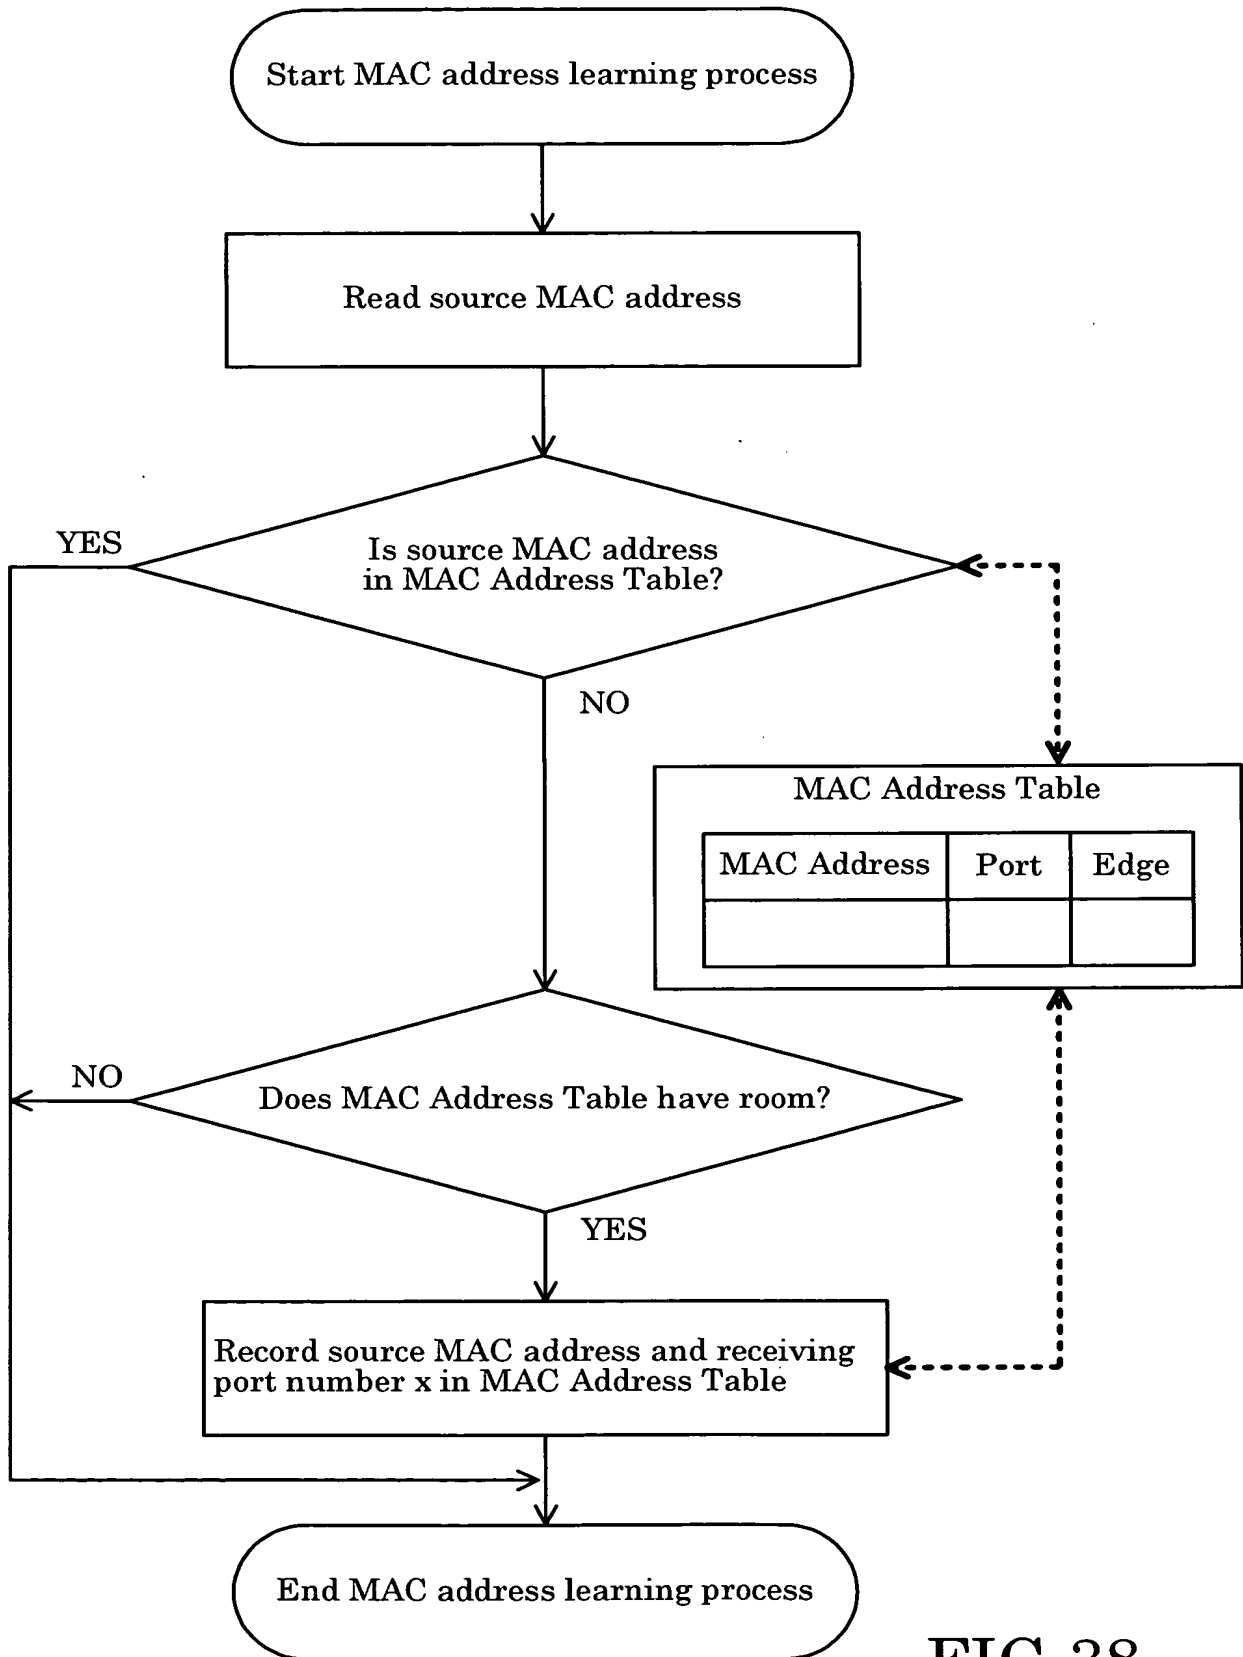 Start MAC address learning process
Read source MAC address
YES
Is source MAC address
in MAC Address Table?
NO
MAC Address Table
MAC Address Port Edge
NO
Does MAC Address Table have room?
YES
Record source MAC address and receiving
port number x in MAC Address Table
End MAC address learning process
FIG.38